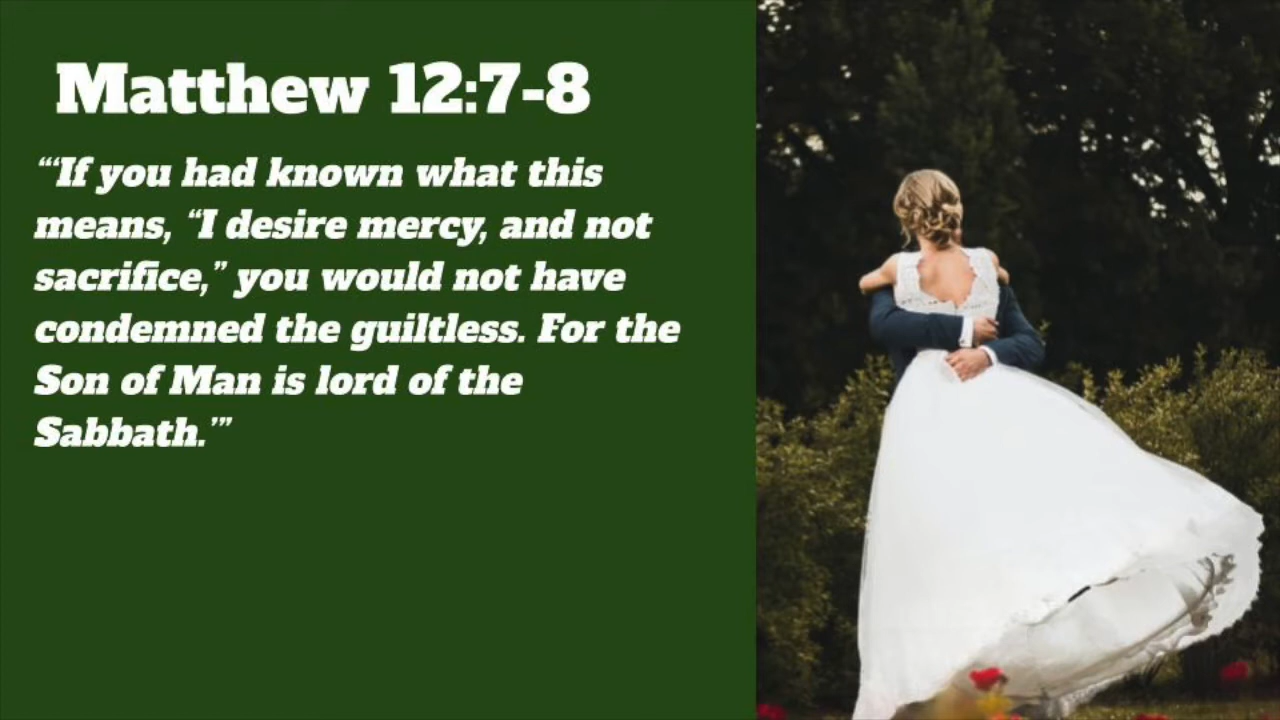 Matthew 12:7-8
“‘If you had known what this
means, “I desire mercy, and not
sacrifice,” you would not have
condemned the guiltless. For the
Son of Man is lord of the
Sabbath.’”